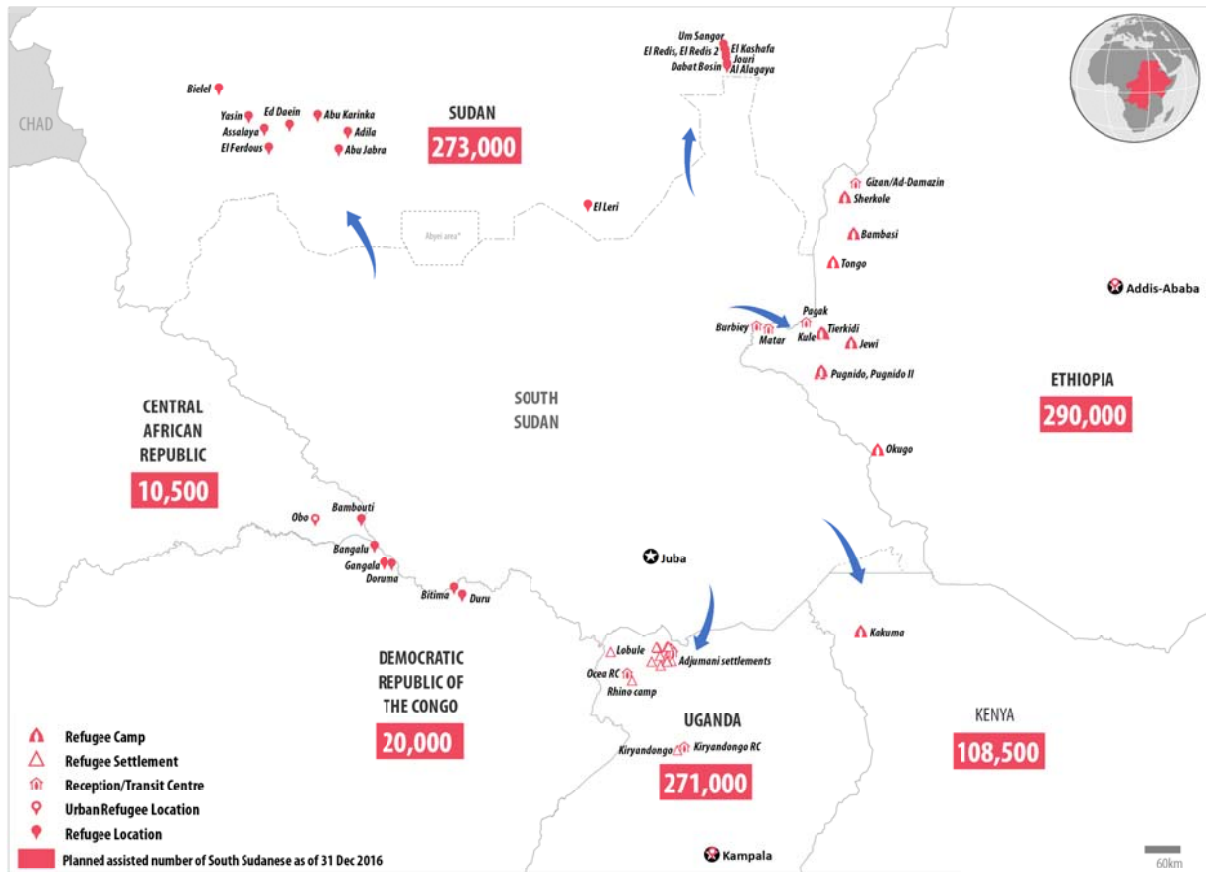 Um Sangor
El Redis, El Redis 2
El Kashafa
Jouri
Dabat Bosin
Al Alagaya
Bielel
CHAD
Yasin
Ed Daein
Abu Karinka
Assalaya
Adila
El Ferdous
Abu Jabra
SUDAN
273,000
El Leri
Abyei area*
Gizan/Ad-Damazin
Sherkole
Bambasi
Tongo
Addis-Ababa
Pagak
Burbiey
Matar
Kule
Tierkidi
Jewi
Pugnido, Pugnido II
ETHIOPIA
290,000
SOUTH
SUDAN
Okugo
CENTRAL
AFRICAN
REPUBLIC
10,500
Obo
Bambouti
Bangalu
Gangala
Doruma
Bitima
Duru
Juba
Kakuma
Lobule
Adjumani settlements
Ocea RC
Rhino camp
DEMOCRATIC
REPUBLIC OF
THE CONGO
20,000
UGANDA
Kiryandongo
Kiryandongo RC
271,000
KENYA
108,500
Kampala
Refugee Camp
Refugee Settlement
Reception/Transit Centre
Urban Refugee Location
Refugee Location
Planned assisted number of South Sudanese as of 31 Dec 2016
60km